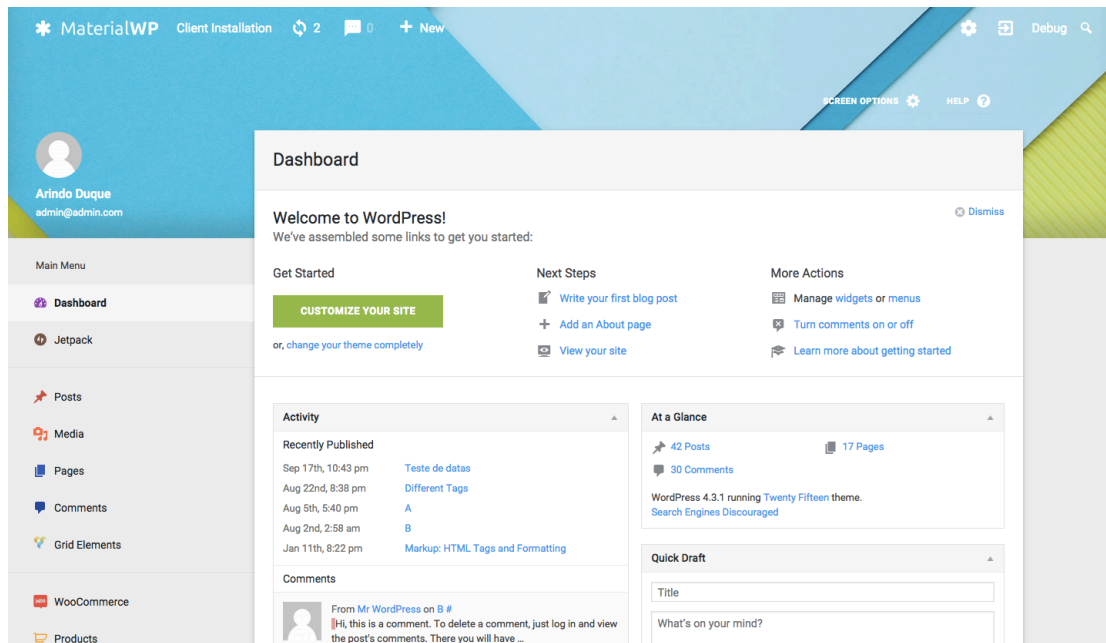 MaterialWP Client Installation 2 0 New Debug
SCREEN OPTIONS HELP
Arindo Duque
admin@admin.com
Main Menu
Dashboard
Jetpack
Posts
Media
Pages
Comments
Grid Elements
WooCommerce
Products
Dashboard
Welcome to WordPress!
Dismiss
We've assembled some links to get you started:
Get Started
CUSTOMIZE YOUR SITE
or, change your theme completely
Next Steps
Write your first blog post
Add an About page
View your site
More Actions
Manage widgets or menus
Turn comments on or off
Learn more about getting started
Activity
Recently Published
Sep 17th, 10:43 pm Teste de datas
Aug 22nd, 8:38 pm Different Tags
Aug 5th, 5:40 pm A
Aug 2nd, 2:58 am B
Jan 11th, 8:22 pm Markup: HTML Tags and Formatting
Comments
From Mr WordPress on B #
Hi, this is a comment. To delete a comment, just log in and view
the post's comments. There you will have ...
At a Glance
42 Posts 17 Pages
30 Comments
WordPress 4.3.1 running Twenty Fifteen theme.
Search Engines Discouraged
Quick Draft
Title
What's on your mind?